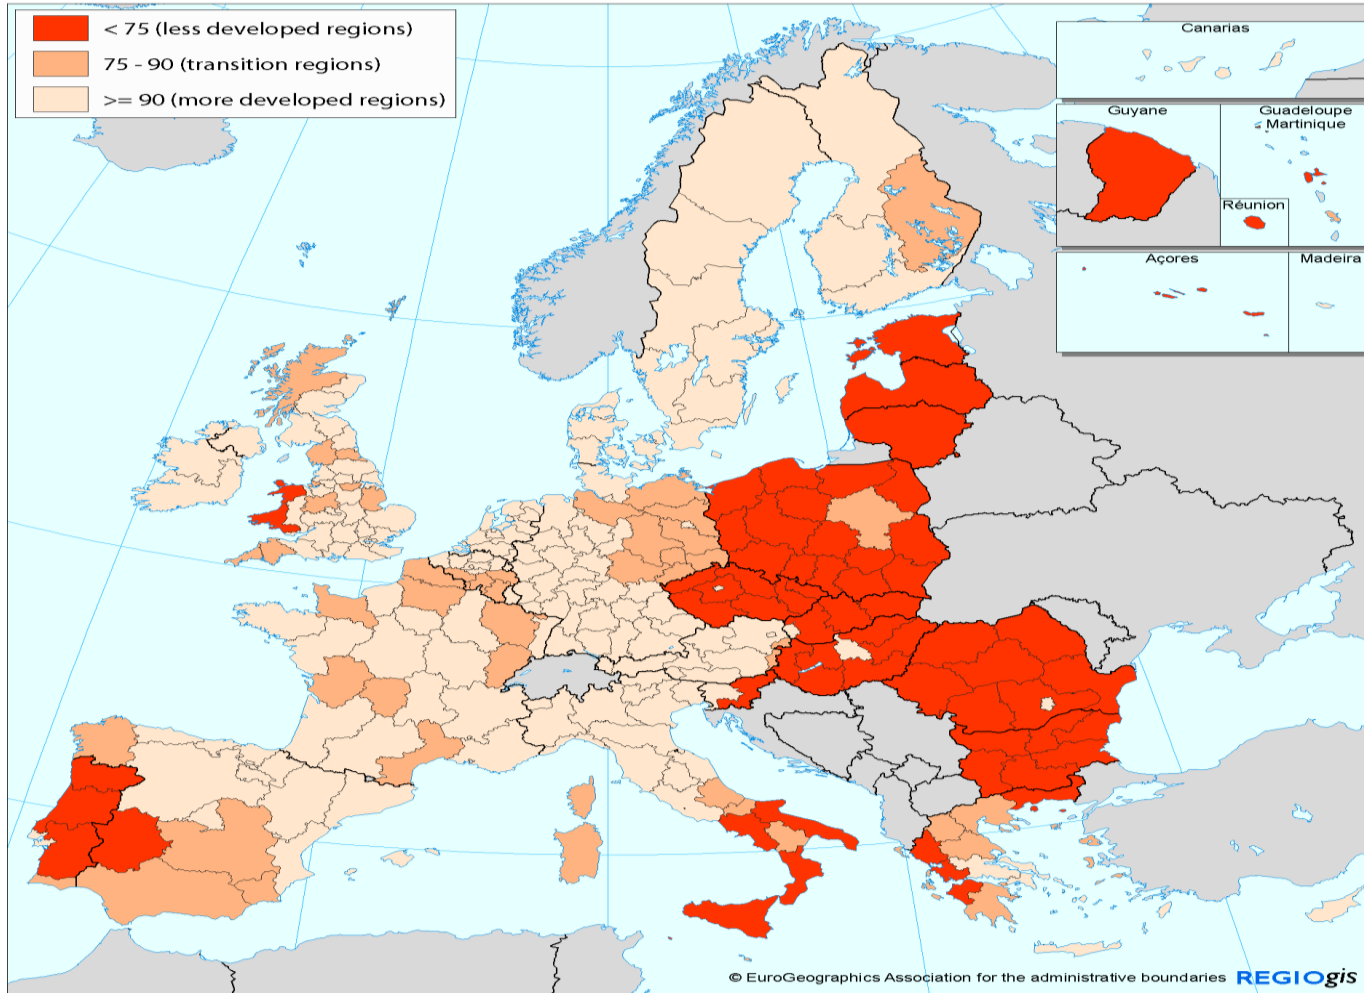 < 75 (less developed regions)
75 - 90 (transition regions)
>= 90 (more developed regions)
Canarias
Guyane
Guadeloupe
Martinique
Réunion
Açores
Madeira
© EuroGeographics Association for the administrative boundaries REGIOgis